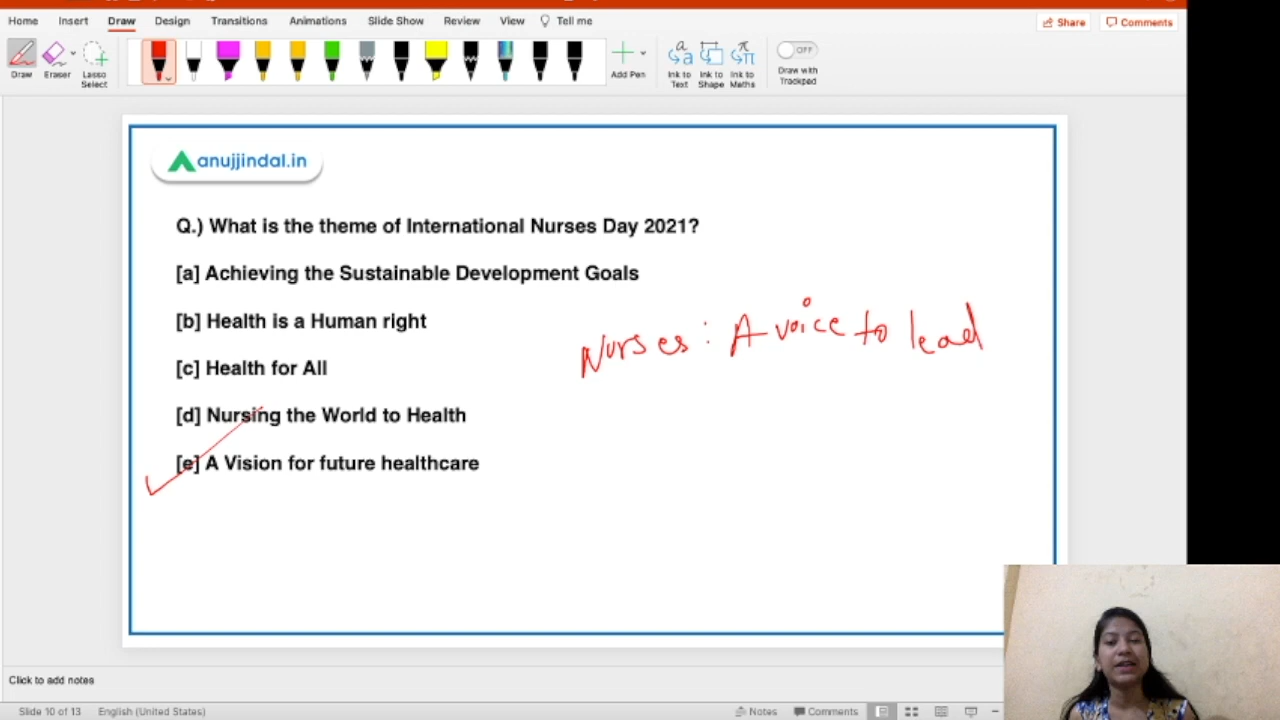 Home Insert Draw Design Transitions Animations Slide Show Review View Tell me
Share Comments
Draw Eraser Lasso Select Add Pen Ink to Text Ink to Shape Ink to Maths OFF Draw with Trackpad
anujjindal.in
Q.) What is the theme of International Nurses Day 2021?
[a] Achieving the Sustainable Development Goals
[b] Health is a Human right
Nurses: A voice to lead
[c] Health for All
[d] Nursing the World to Health
[e] A Vision for future healthcare
Click to add notes
Slide 10 of 13 English (United States) Notes Comments